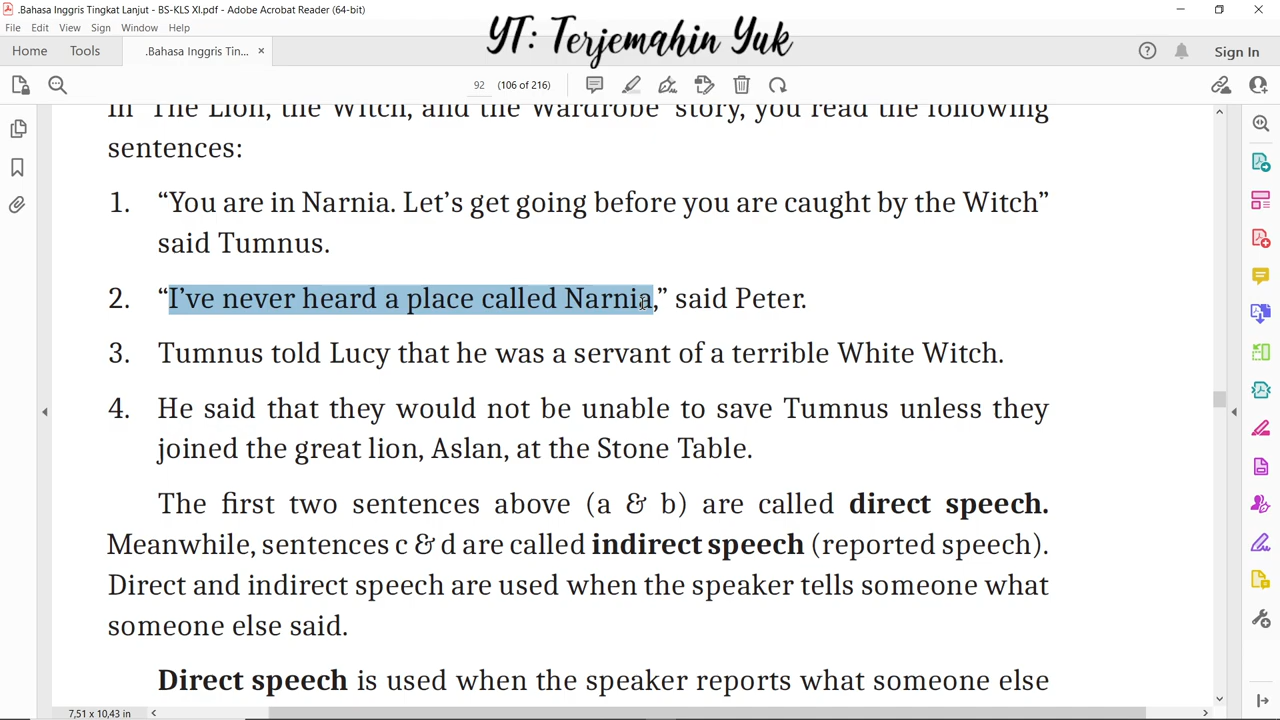 .Bahasa Inggris Tingkat Lanjut - BS-KLS XI.pdf - Adobe Acrobat Reader (64-bit)
YT: Terjemahin Yuk
File Edit View Sign Window Help
Home Tools .Bahasa Inggris Tin... × Sign In
92 (106 of 216)
in "The Lion, the Witch, and the Wardrobe" story, you read the following
sentences:
1. “You are in Narnia. Let’s get going before you are caught by the Witch”
said Tumnus.
2. “I’ve never heard a place called Narnia,” said Peter.
3. Tumnus told Lucy that he was a servant of a terrible White Witch.
4. He said that they would not be unable to save Tumnus unless they
joined the great lion, Aslan, at the Stone Table.
The first two sentences above (a & b) are called direct speech.
Meanwhile, sentences c & d are called indirect speech (reported speech).
Direct and indirect speech are used when the speaker tells someone what
someone else said.
Direct speech is used when the speaker reports what someone else
7,51 x 10,43 in